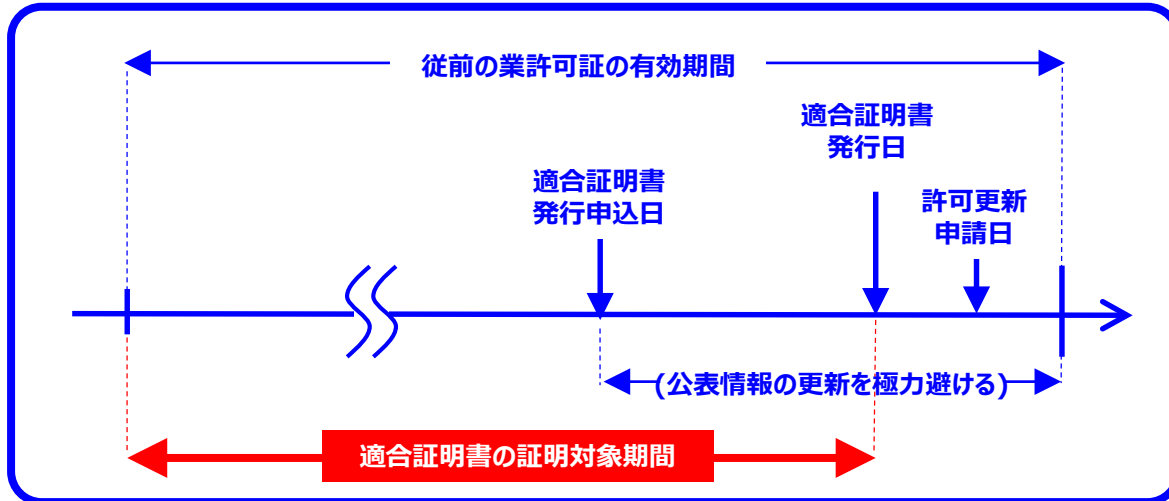 従前の業許可証の有効期間
適合証明書
発行日
適合証明書
発行申込日
許可更新
申請日
(公表情報の更新を極力避ける)
適合証明書の証明対象期間